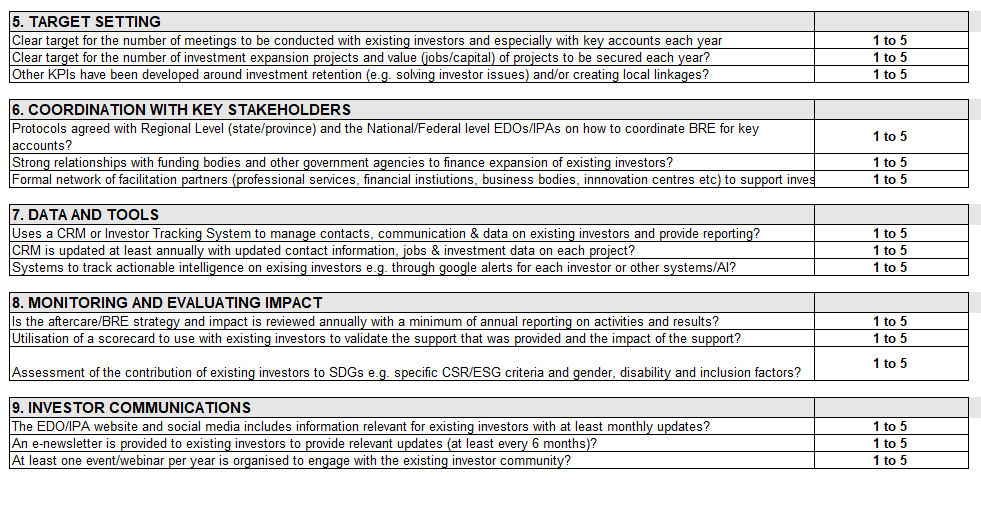 5. TARGET SETTING
Clear target for the number of meetings to be conducted with existing investors and especially with key accounts each year 1 to 5
Clear target for the number of investment expansion projects and value (jobs/capital) of projects to be secured each year? 1 to 5
Other KPIs have been developed around investment retention (e.g. solving investor issues) and/or creating local linkages? 1 to 5
6. COORDINATION WITH KEY STAKEHOLDERS
Protocols agreed with Regional Level (state/province) and the National/Federal level EDOs/IPAs on how to coordinate BRE for key
accounts? 1 to 5
Strong relationships with funding bodies and other government agencies to finance expansion of existing investors? 1 to 5
Formal network of facilitation partners (professional services, financial instiutions, business bodies, innnovation centres etc) to support inves 1 to 5
7. DATA AND TOOLS
Uses a CRM or Investor Tracking System to manage contacts, communication & data on existing investors and provide reporting? 1 to 5
CRM is updated at least annually with updated contact information, jobs & investment data on each project? 1 to 5
Systems to track actionable intelligence on exising investors e.g. through google alerts for each investor or other systems/AI? 1 to 5
8. MONITORING AND EVALUATING IMPACT
Is the aftercare/BRE strategy and impact is reviewed annually with a minimum of annual reporting on activities and results? 1 to 5
Utilisation of a scorecard to use with existing investors to validate the support that was provided and the impact of the support? 1 to 5
Assessment of the contribution of existing investors to SDGs e.g. specific CSR/ESG criteria and gender, disability and inclusion factors? 1 to 5
9. INVESTOR COMMUNICATIONS
The EDO/IPA website and social media includes information relevant for existing investors with at least monthly updates? 1 to 5
An e-newsletter is provided to existing investors to provide relevant updates (at least every 6 months)? 1 to 5
At least one event/webinar per year is organised to engage with the existing investor community? 1 to 5